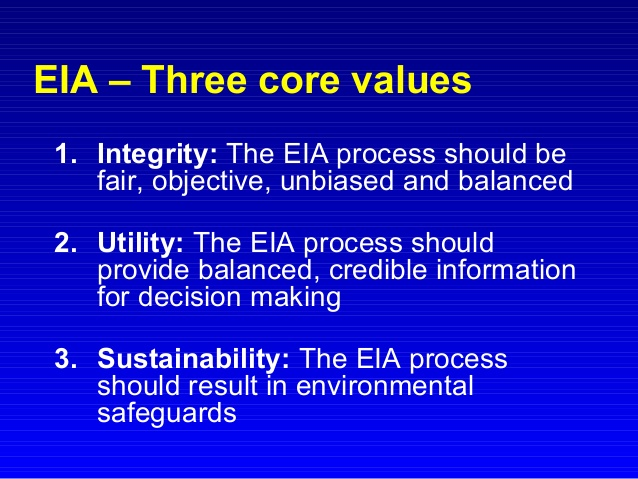 EIA – Three core values
1. Integrity: The EIA process should be
fair, objective, unbiased and balanced
2. Utility: The EIA process should
provide balanced, credible information
for decision making
3. Sustainability: The EIA process
should result in environmental
safeguards